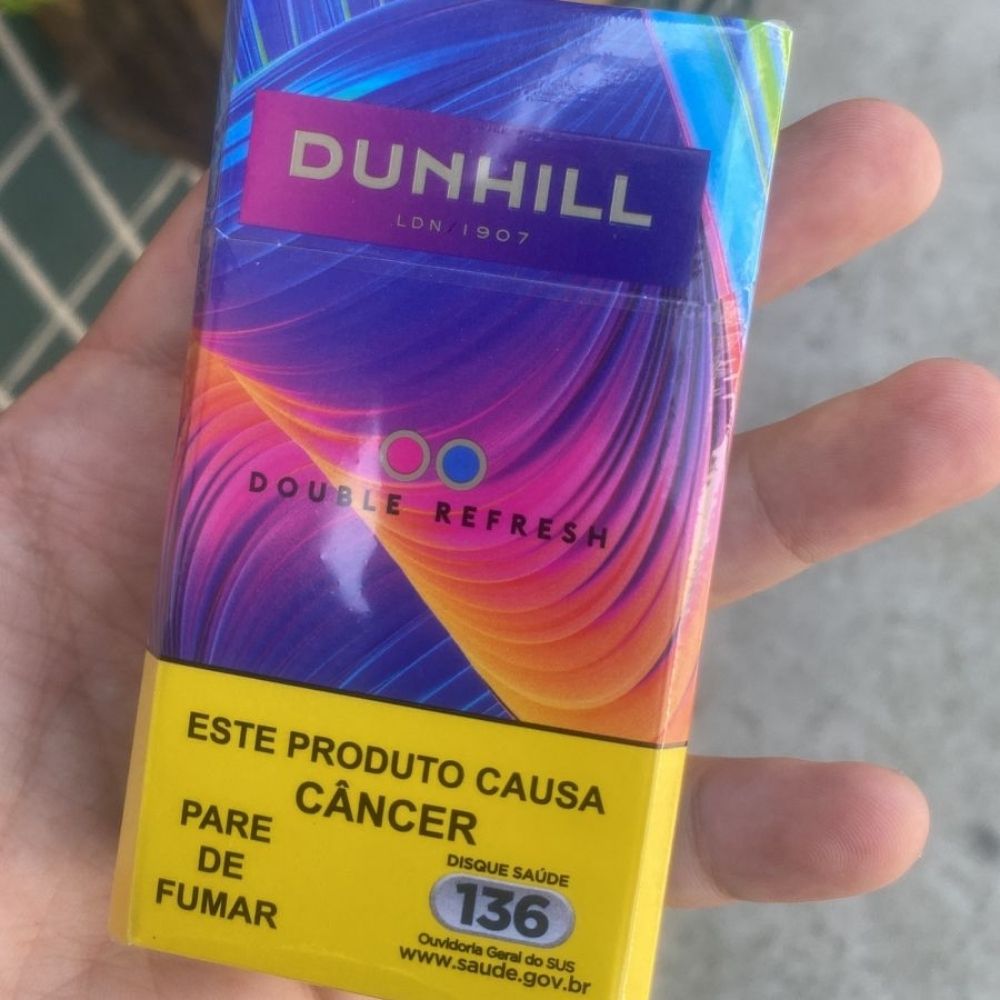 DUNHILL
LDN/1907
DOUBLE REFRESH
ESTE PRODUTO CAUSA
CÂNCER
PARE
DE
FUMAR
DISQUE SAÚDE
136
Ouvidoria Geral do SUS
www.saude.gov.br